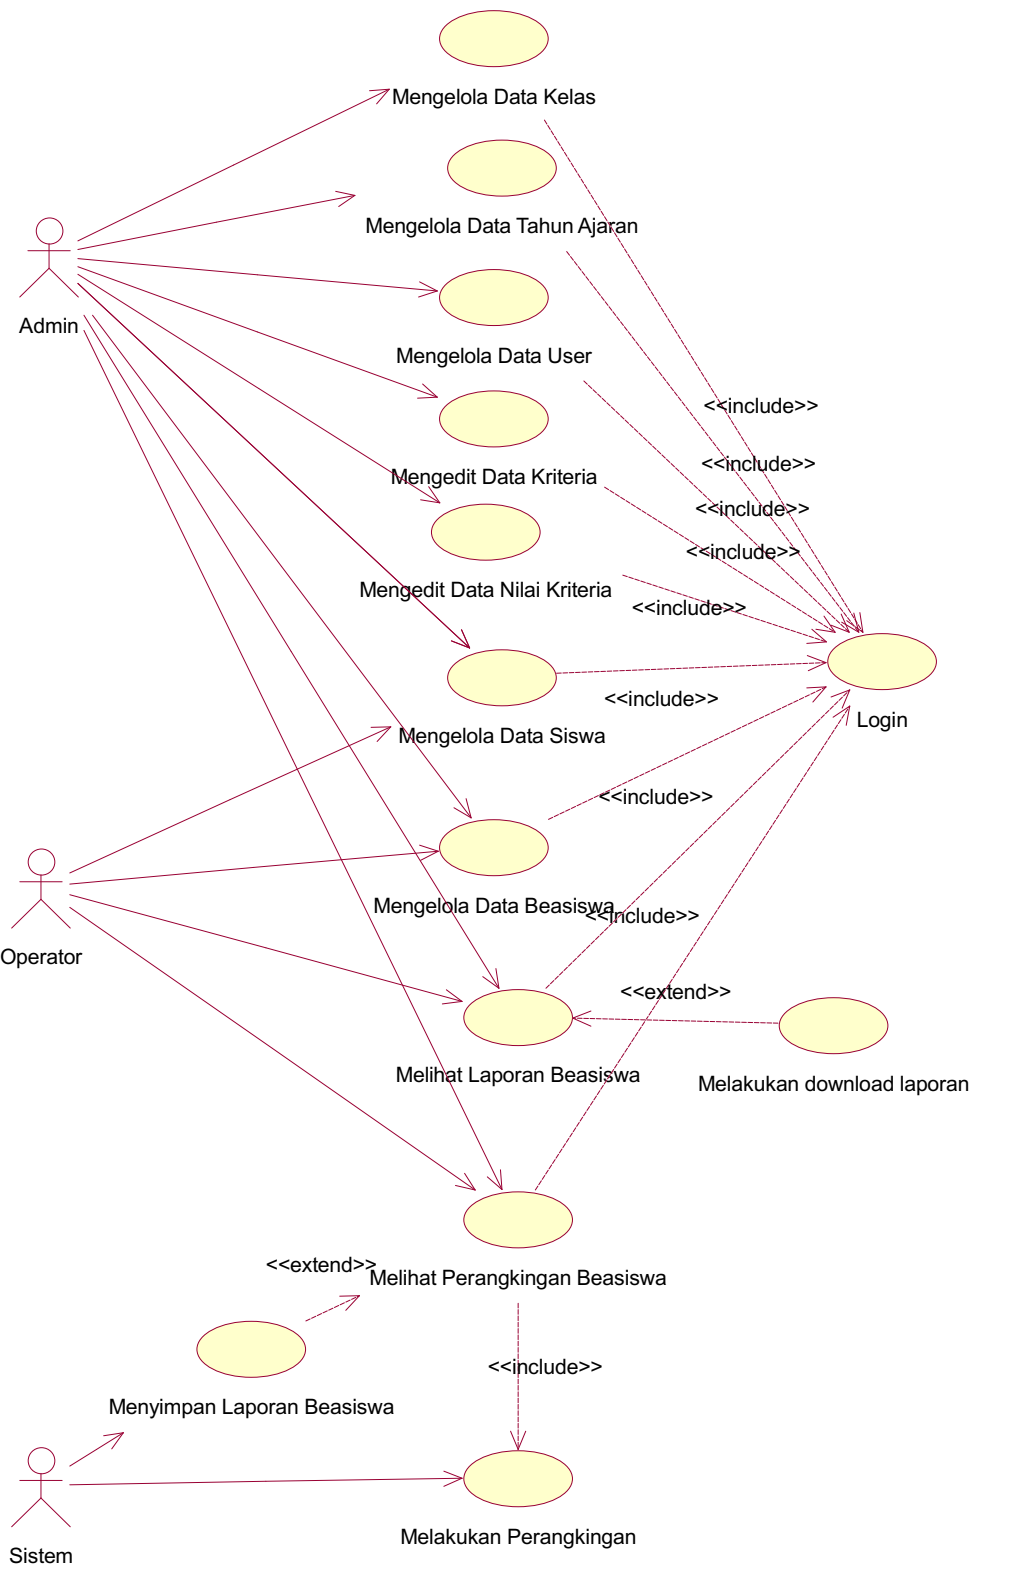 Mengelola Data Kelas
Mengelola Data Tahun Ajaran
Admin
Mengelola Data User
<<include>>
<<include>>
Mengedit Data Kriteria
<<include>>
<<include>>
Mengedit Data Nilai Kriteria
<<include>>
<<include>>
Login
Mengelola Data Siswa
<<include>>
Mengelola Data Beasiswa
<<include>>
Operator
<<extend>>
Melihat Laporan Beasiswa
Melakukan download laporan
<<extend>>
Melihat Perangkingan Beasiswa
<<include>>
Menyimpan Laporan Beasiswa
Melakukan Perangkingan
Sistem